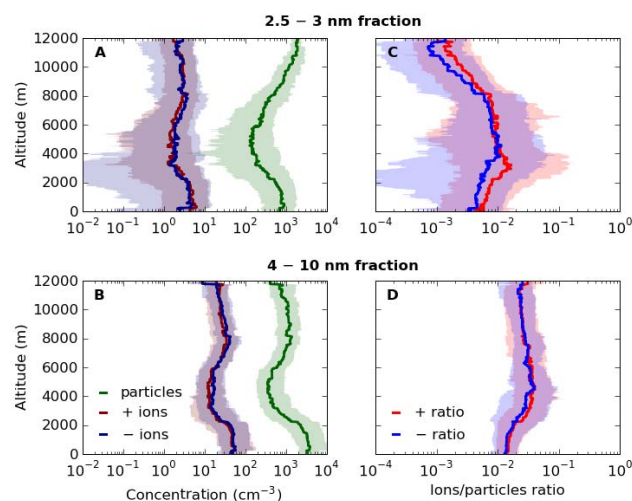 2.5 − 3 nm fraction
A
C
Altitude (m)
12000
10000
8000
6000
4000
2000
0
10⁻² 10⁻¹ 10⁰ 10¹ 10² 10³ 10⁴
Altitude (m)
10⁻⁴ 10⁻³ 10⁻² 10⁻¹ 10⁰
4 − 10 nm fraction
B
D
Altitude (m)
12000
10000
8000
6000
4000
2000
0
particles
+ ions
− ions
10⁻² 10⁻¹ 10⁰ 10¹ 10² 10³ 10⁴
Concentration (cm⁻³)
Altitude (m)
+ ratio
− ratio
10⁻⁴ 10⁻³ 10⁻² 10⁻¹ 10⁰
Ions/particles ratio